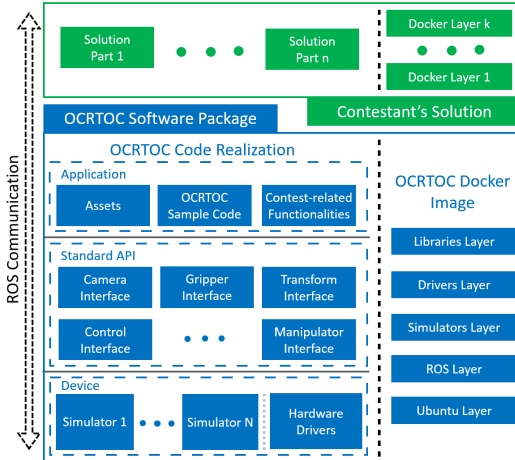 Solution
Part 1
Solution
Part n
Docker Layer k
Docker Layer 1
Contestant's Solution
OCRTOC Software Package
ROS Communication
OCRTOC Code Realization
Application
Assets
OCRTOC
Sample Code
Contest-related
Functionalities
Standard API
Camera
Interface
Gripper
Interface
Transform
Interface
Control
Interface
Manipulator
Interface
Device
Simulator 1
Simulator N
Hardware
Drivers
OCRTOC Docker
Image
Libraries Layer
Drivers Layer
Simulators Layer
ROS Layer
Ubuntu Layer